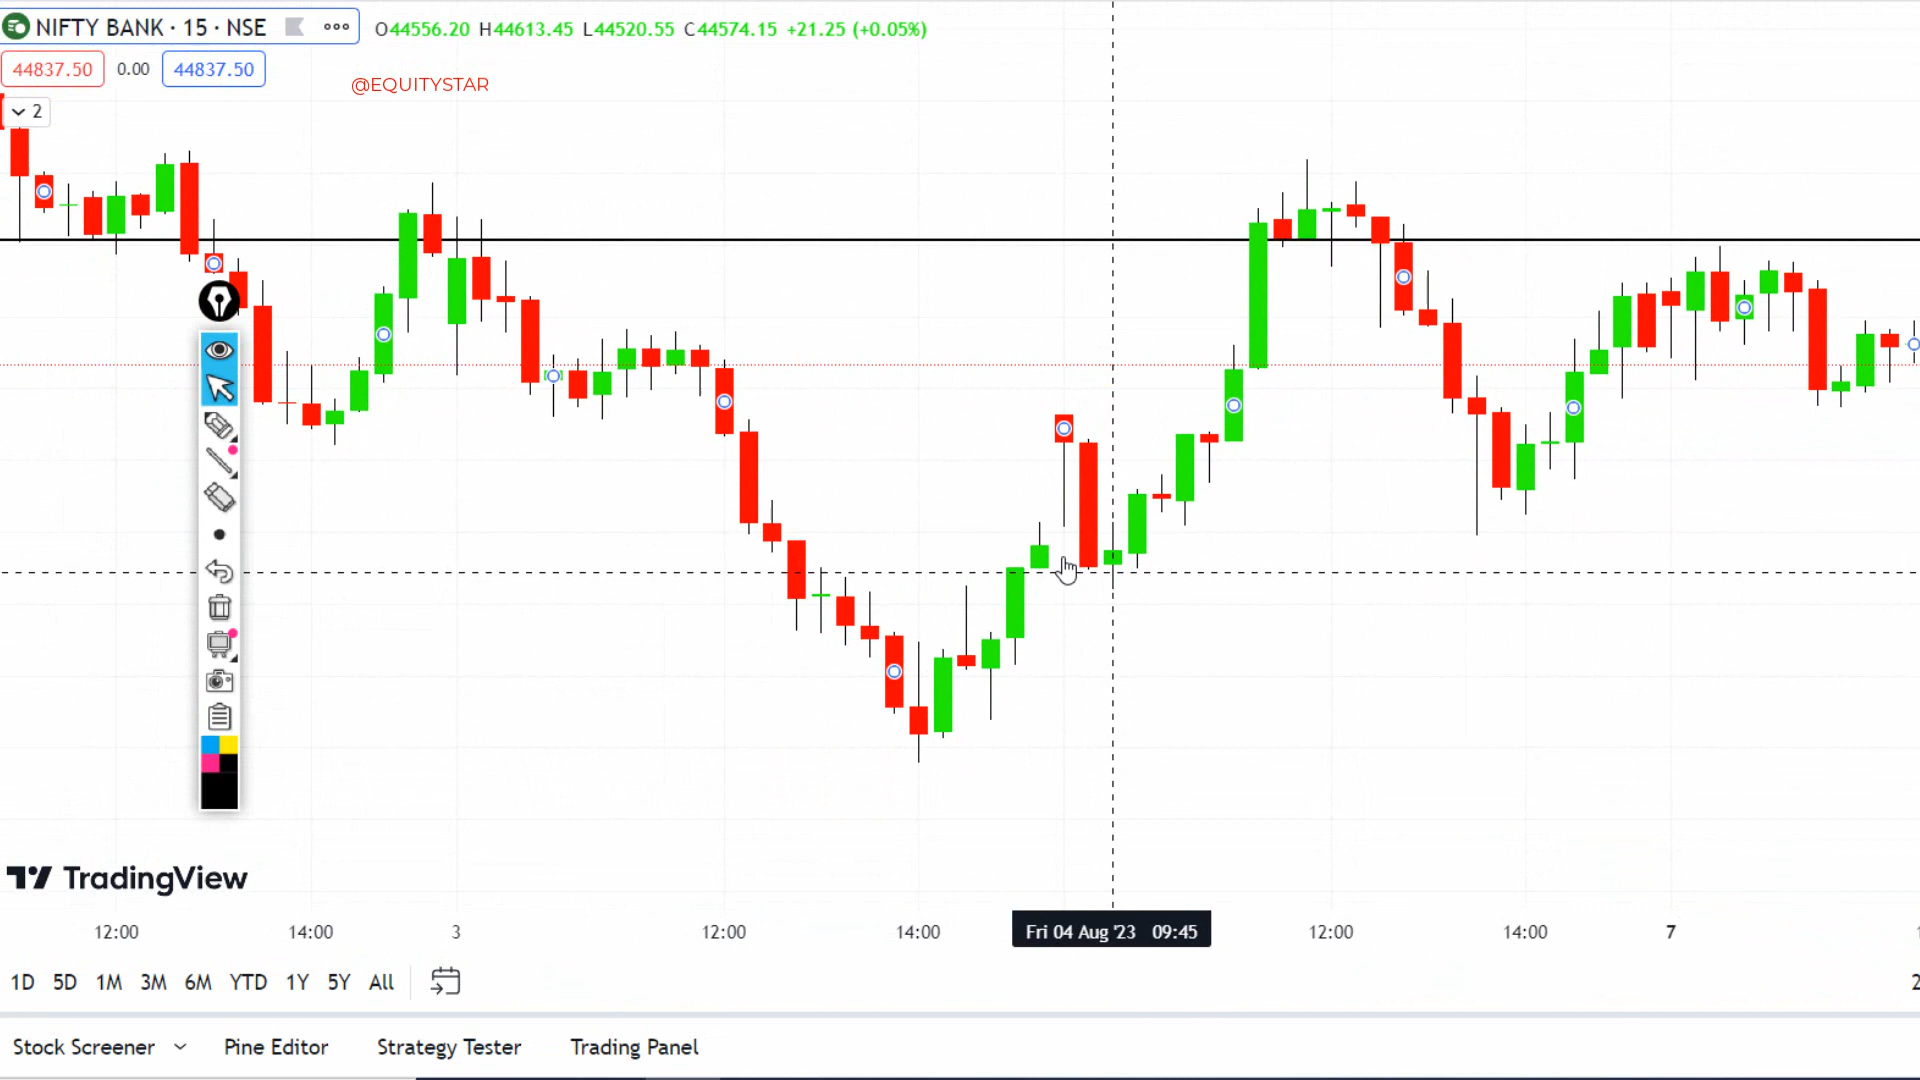 NIFTY BANK · 15 · NSE
O44556.20 H44613.45 L44520.55 C44574.15 +21.25 (+0.05%)
44837.50 0.00 44837.50
@EQUITYSTAR
2
TradingView
12:00 14:00 3 12:00 14:00 Fri 04 Aug '23 09:45 12:00 14:00 7
1D 5D 1M 3M 6M YTD 1Y 5Y All
Stock Screener Pine Editor Strategy Tester Trading Panel